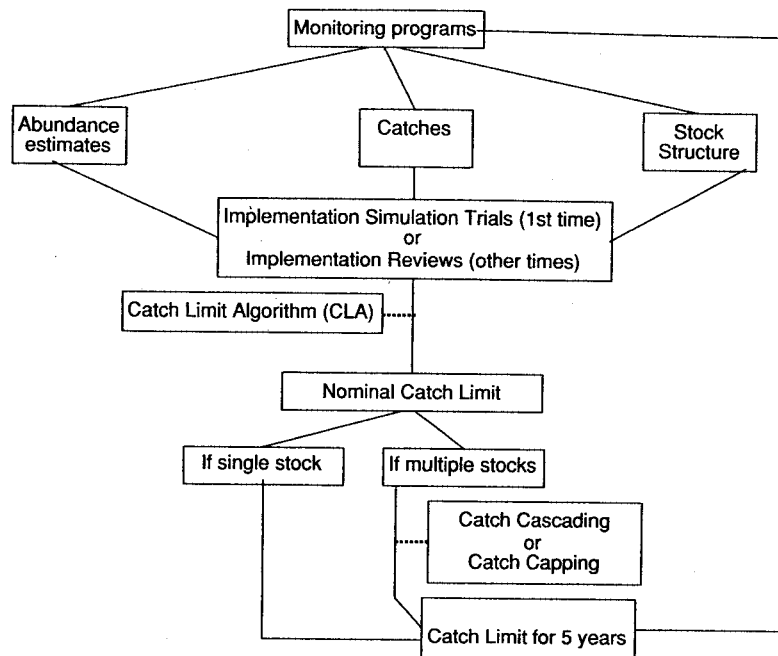 Monitoring programs
Abundance
estimates
Catches
Stock
Structure
Implementation Simulation Trials (1st time)
or
Implementation Reviews (other times)
Catch Limit Algorithm (CLA)
Nominal Catch Limit
If single stock
If multiple stocks
Catch Cascading
or
Catch Capping
Catch Limit for 5 years